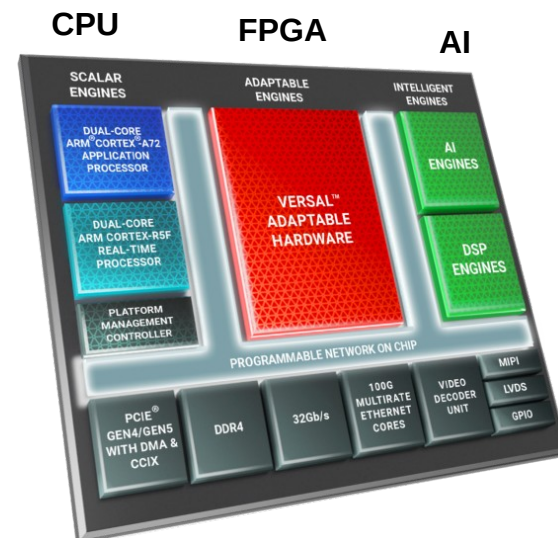 CPU
FPGA
AI
SCALAR
ENGINES
ADAPTABLE
ENGINES
INTELLIGENT
ENGINES
DUAL-CORE
ARM® CORTEX®-A72
APPLICATION
PROCESSOR
DUAL-CORE
ARM CORTEX-R5F
REAL-TIME
PROCESSOR
PLATFORM
MANAGEMENT
CONTROLLER
VERSAL™
ADAPTABLE
HARDWARE
AI
ENGINES
DSP
ENGINES
PROGRAMMABLE NETWORK ON CHIP
PCIE®
GEN4/GEN5
WITH DMA &
CCIX
DDR4
32Gb/s
100G
MULTIRATE
ETHERNET
CORES
VIDEO
DECODER
UNIT
MIPI
LVDS
GPIO